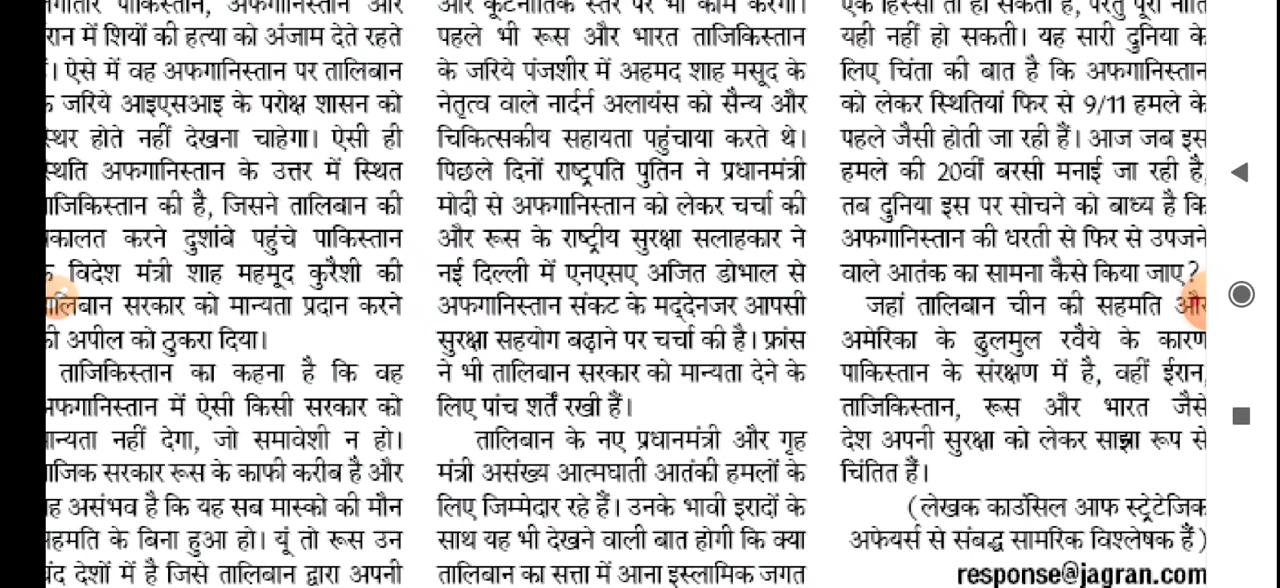 पाकिस्तान, अफगानिस्तान और
में शियों की हत्या को अंजाम देते रहते
। ऐसे में वह अफगानिस्तान पर तालिबान
जरिये आइएसआइ के परोक्ष शासन को
होते नहीं देखना चाहेगा। ऐसी ही
अफगानिस्तान के उत्तर में स्थित
की है, जिसने तालिबान की
करने दुशांबे पहुंचे पाकिस्तान
विदेश मंत्री शाह महमूद कुरैशी की
सरकार को मान्यता प्रदान करने
अपील को ठुकरा दिया।
ताजिकिस्तान का कहना है कि वह
में ऐसी किसी सरकार को
नहीं देगा, जो समावेशी न हो।
सरकार रूस के काफी करीब है और
असंभव है कि यह सब मास्को की मौन
के बिना हुआ हो। यूं तो रूस उन
देशों में है जिसे तालिबान द्वारा अपनी
और कूटनीतिक स्तर पर भी काम करेगा।
पहले भी रूस और भारत ताजिकिस्तान
के जरिये पंजशीर में अहमद शाह मसूद के
नेतृत्व वाले नार्दर्न अलायंस को सैन्य और
चिकित्सकीय सहायता पहुंचाया करते थे।
पिछले दिनों राष्ट्रपति पुतिन ने प्रधानमंत्री
मोदी से अफगानिस्तान को लेकर चर्चा की
और रूस के राष्ट्रीय सुरक्षा सलाहकार ने
नई दिल्ली में एनएसए अजित डोभाल से
अफगानिस्तान संकट के मद्देनजर आपसी
सुरक्षा सहयोग बढ़ाने पर चर्चा की है। फ्रांस
ने भी तालिबान सरकार को मान्यता देने के
लिए पांच शर्तें रखी हैं।
तालिबान के नए प्रधानमंत्री और गृह
मंत्री असंख्य आत्मघाती आतंकी हमलों के
लिए जिम्मेदार रहे हैं। उनके भावी इरादों के
साथ यह भी देखने वाली बात होगी कि क्या
तालिबान का सत्ता में आना इस्लामिक जगत
एक हिस्सा तो हो सकता है, परंतु पूरी नीति
यही नहीं हो सकती। यह सारी दुनिया के
लिए चिंता की बात है कि अफगानिस्तान
को लेकर स्थितियां फिर से 9/11 हमले के
पहले जैसी होती जा रही हैं। आज जब इस
हमले की 20वीं बरसी मनाई जा रही है,
तब दुनिया इस पर सोचने को बाध्य है कि
अफगानिस्तान की धरती से फिर से उपजने
वाले आतंक का सामना कैसे किया जाए?
जहां तालिबान चीन की सहमति और
अमेरिका के ढुलमुल रवैये के कारण
पाकिस्तान के संरक्षण में है, वहीं ईरान,
ताजिकिस्तान, रूस और भारत जैसे
देश अपनी सुरक्षा को लेकर साझा रूप से
चिंतित हैं।
(लेखक काउंसिल आफ स्ट्रेटेजिक
अफेयर्स से संबद्ध सामरिक विश्लेषक हैं)
response@jagran.com